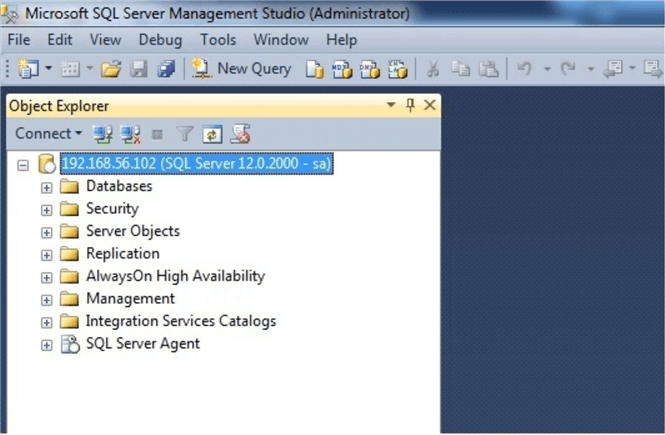 Microsoft SQL Server Management Studio (Administrator)
File Edit View Debug Tools Window Help
New Query
Object Explorer
Connect
192.168.56.102 (SQL Server 12.0.2000 - sa)
Databases
Security
Server Objects
Replication
AlwaysOn High Availability
Management
Integration Services Catalogs
SQL Server Agent